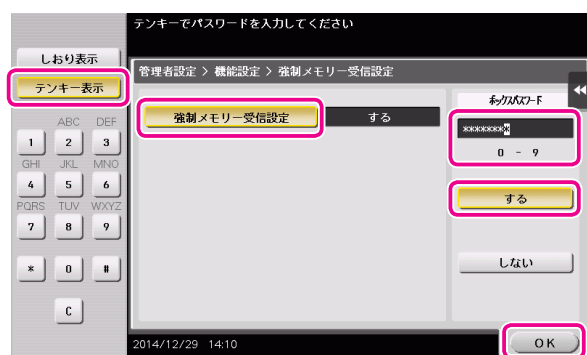 テンキーでパスワードを入力してください
しおり表示
テンキー表示
管理者設定 > 機能設定 > 強制メモリー受信設定
強制メモリー受信設定
する
ボックスパスワード
********
0 - 9
する
しない
OK
ABC DEF
1 2 3
GHI JKL MNO
4 5 6
PQRS TUV WXYZ
7 8 9
* 0 #
C
2014/12/29 14:10